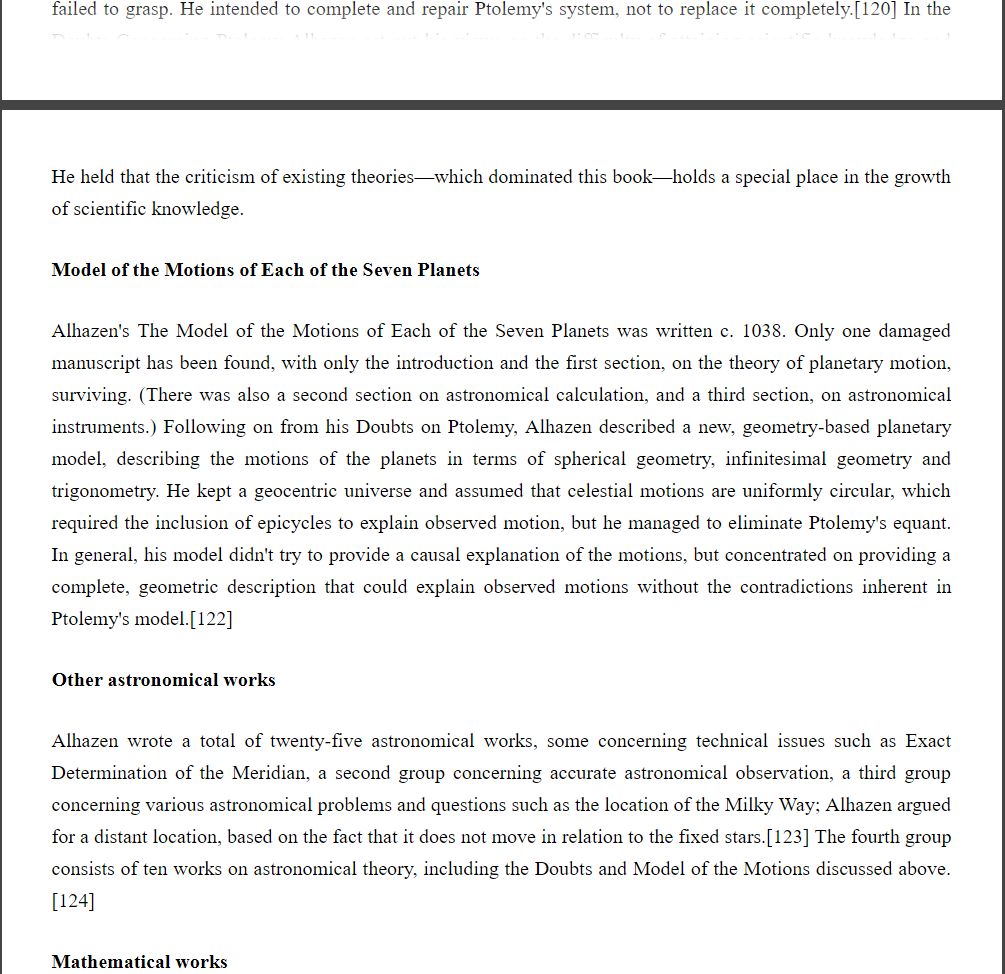 failed to grasp. He intended to complete and repair Ptolemy's system, not to replace it completely.[120] In the
He held that the criticism of existing theories—which dominated this book—holds a special place in the growth
of scientific knowledge.
Model of the Motions of Each of the Seven Planets
Alhazen's The Model of the Motions of Each of the Seven Planets was written c. 1038. Only one damaged
manuscript has been found, with only the introduction and the first section, on the theory of planetary motion,
surviving. (There was also a second section on astronomical calculation, and a third section, on astronomical
instruments.) Following on from his Doubts on Ptolemy, Alhazen described a new, geometry-based planetary
model, describing the motions of the planets in terms of spherical geometry, infinitesimal geometry and
trigonometry. He kept a geocentric universe and assumed that celestial motions are uniformly circular, which
required the inclusion of epicycles to explain observed motion, but he managed to eliminate Ptolemy's equant.
In general, his model didn't try to provide a causal explanation of the motions, but concentrated on providing a
complete, geometric description that could explain observed motions without the contradictions inherent in
Ptolemy's model.[122]
Other astronomical works
Alhazen wrote a total of twenty-five astronomical works, some concerning technical issues such as Exact
Determination of the Meridian, a second group concerning accurate astronomical observation, a third group
concerning various astronomical problems and questions such as the location of the Milky Way; Alhazen argued
for a distant location, based on the fact that it does not move in relation to the fixed stars.[123] The fourth group
consists of ten works on astronomical theory, including the Doubts and Model of the Motions discussed above.
[124]
Mathematical works